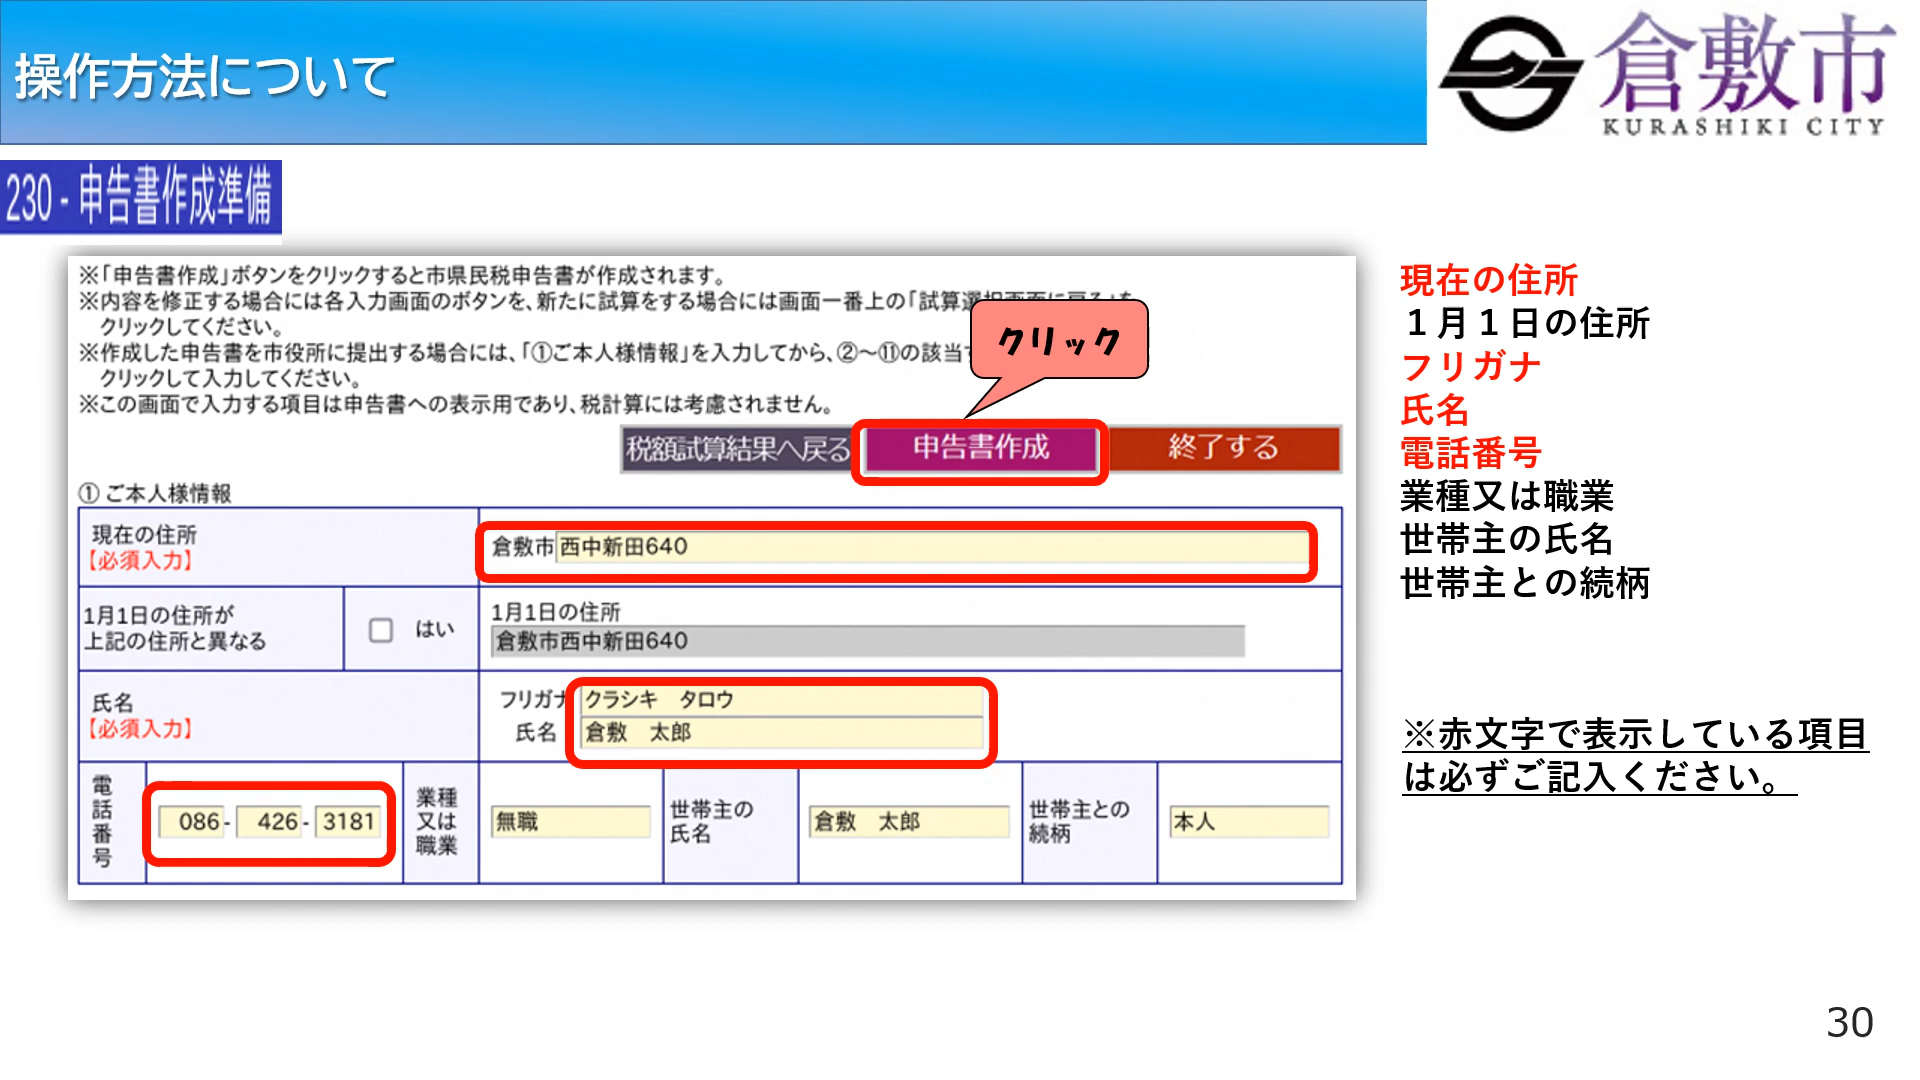 操作方法について
倉敷市
KURASHIKI CITY
230 - 申告書作成準備
※「申告書作成」ボタンをクリックすると市県民税申告書が作成されます。
※内容を修正する場合には各入力画面のボタンを、新たに試算をする場合には画面一番上の「試算選択画面に戻る」を
クリックしてください。
※作成した申告書を市役所に提出する場合には、「①ご本人様情報」を入力してから、②～⑪の該当
クリックして入力してください。
※この画面で入力する項目は申告書への表示用であり、税計算には考慮されません。
クリック
税額試算結果へ戻る
申告書作成
終了する
① ご本人様情報
現在の住所
【必須入力】
倉敷市 西中新田640
1月1日の住所が
上記の住所と異なる
はい
1月1日の住所
倉敷市西中新田640
氏名
【必須入力】
フリガナ クラシキ　タロウ
氏名 倉敷　太郎
電話番号
086- 426- 3181
業種
又は
職業
無職
世帯主の
氏名
倉敷　太郎
世帯主との
続柄
本人
現在の住所
１月１日の住所
フリガナ
氏名
電話番号
業種又は職業
世帯主の氏名
世帯主との続柄
※赤文字で表示している項目
は必ずご記入ください。
30